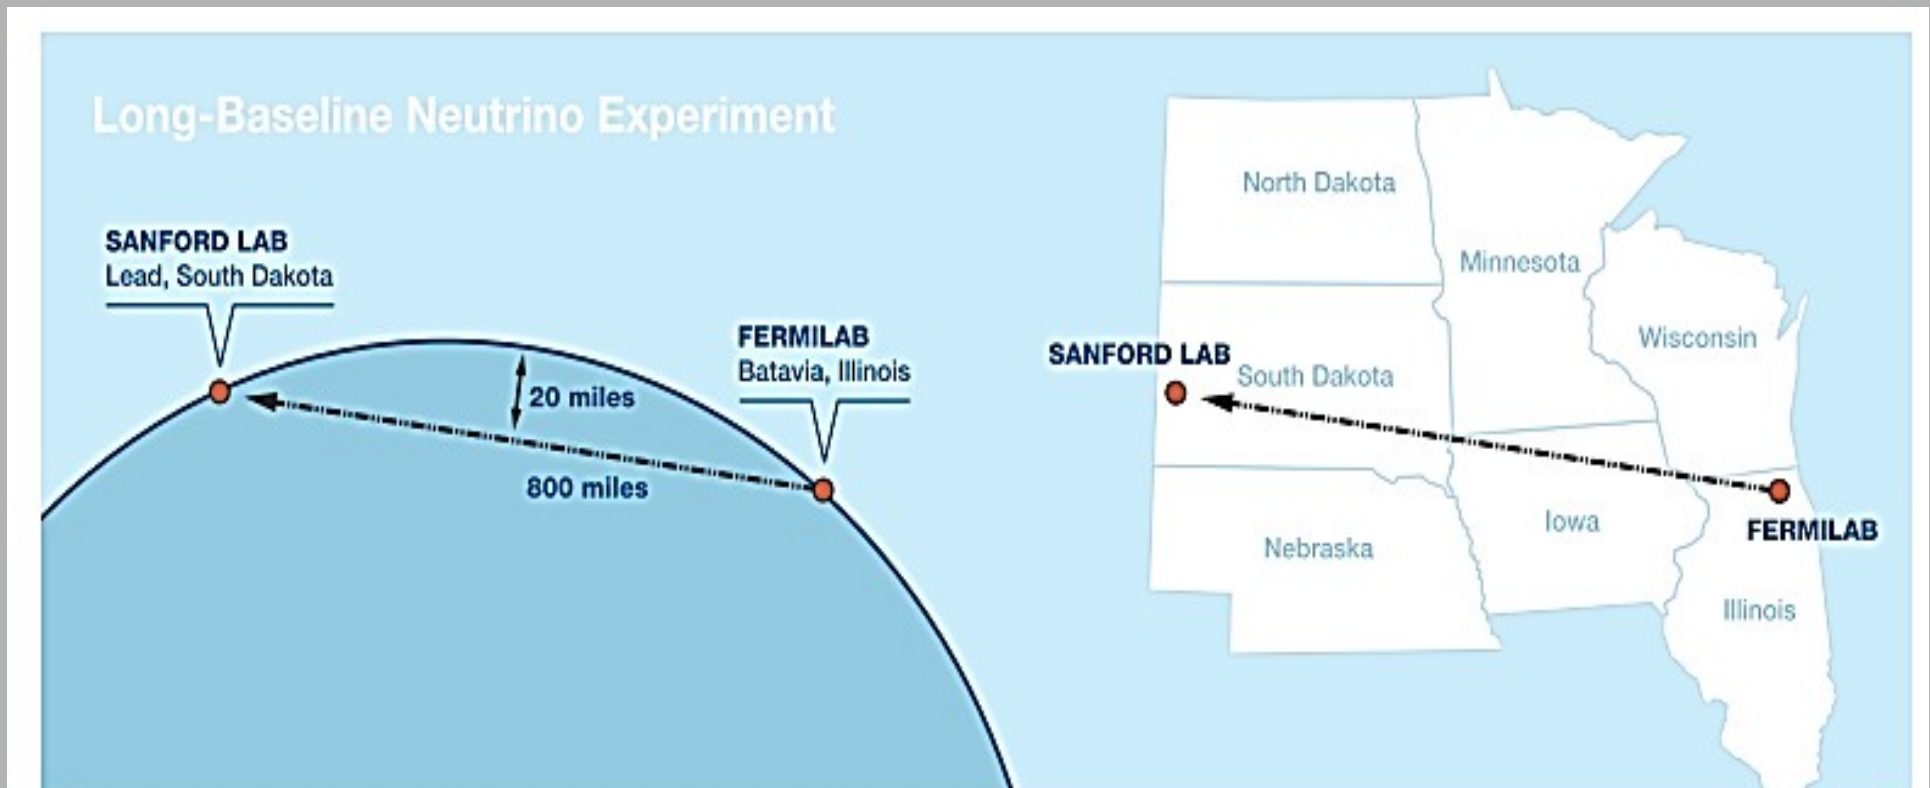 Long-Baseline Neutrino Experiment
SANFORD LAB
Lead, South Dakota
FERMILAB
Batavia, Illinois
20 miles
800 miles
North Dakota
Minnesota
Wisconsin
SANFORD LAB
South Dakota
Iowa
FERMILAB
Nebraska
Illinois